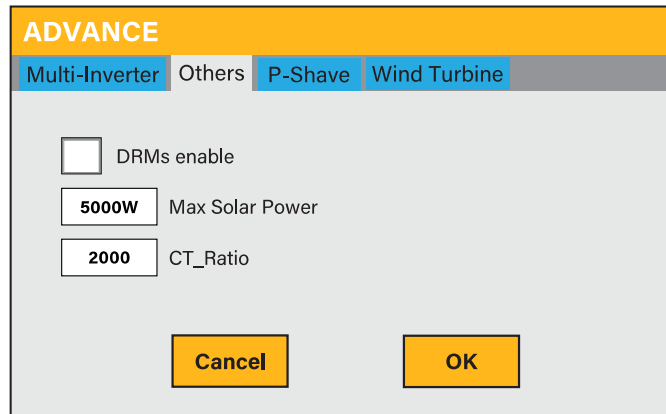 ADVANCE
Multi-Inverter Others P-Shave Wind Turbine
DRMs enable
5000W Max Solar Power
2000 CT_Ratio
Cancel OK